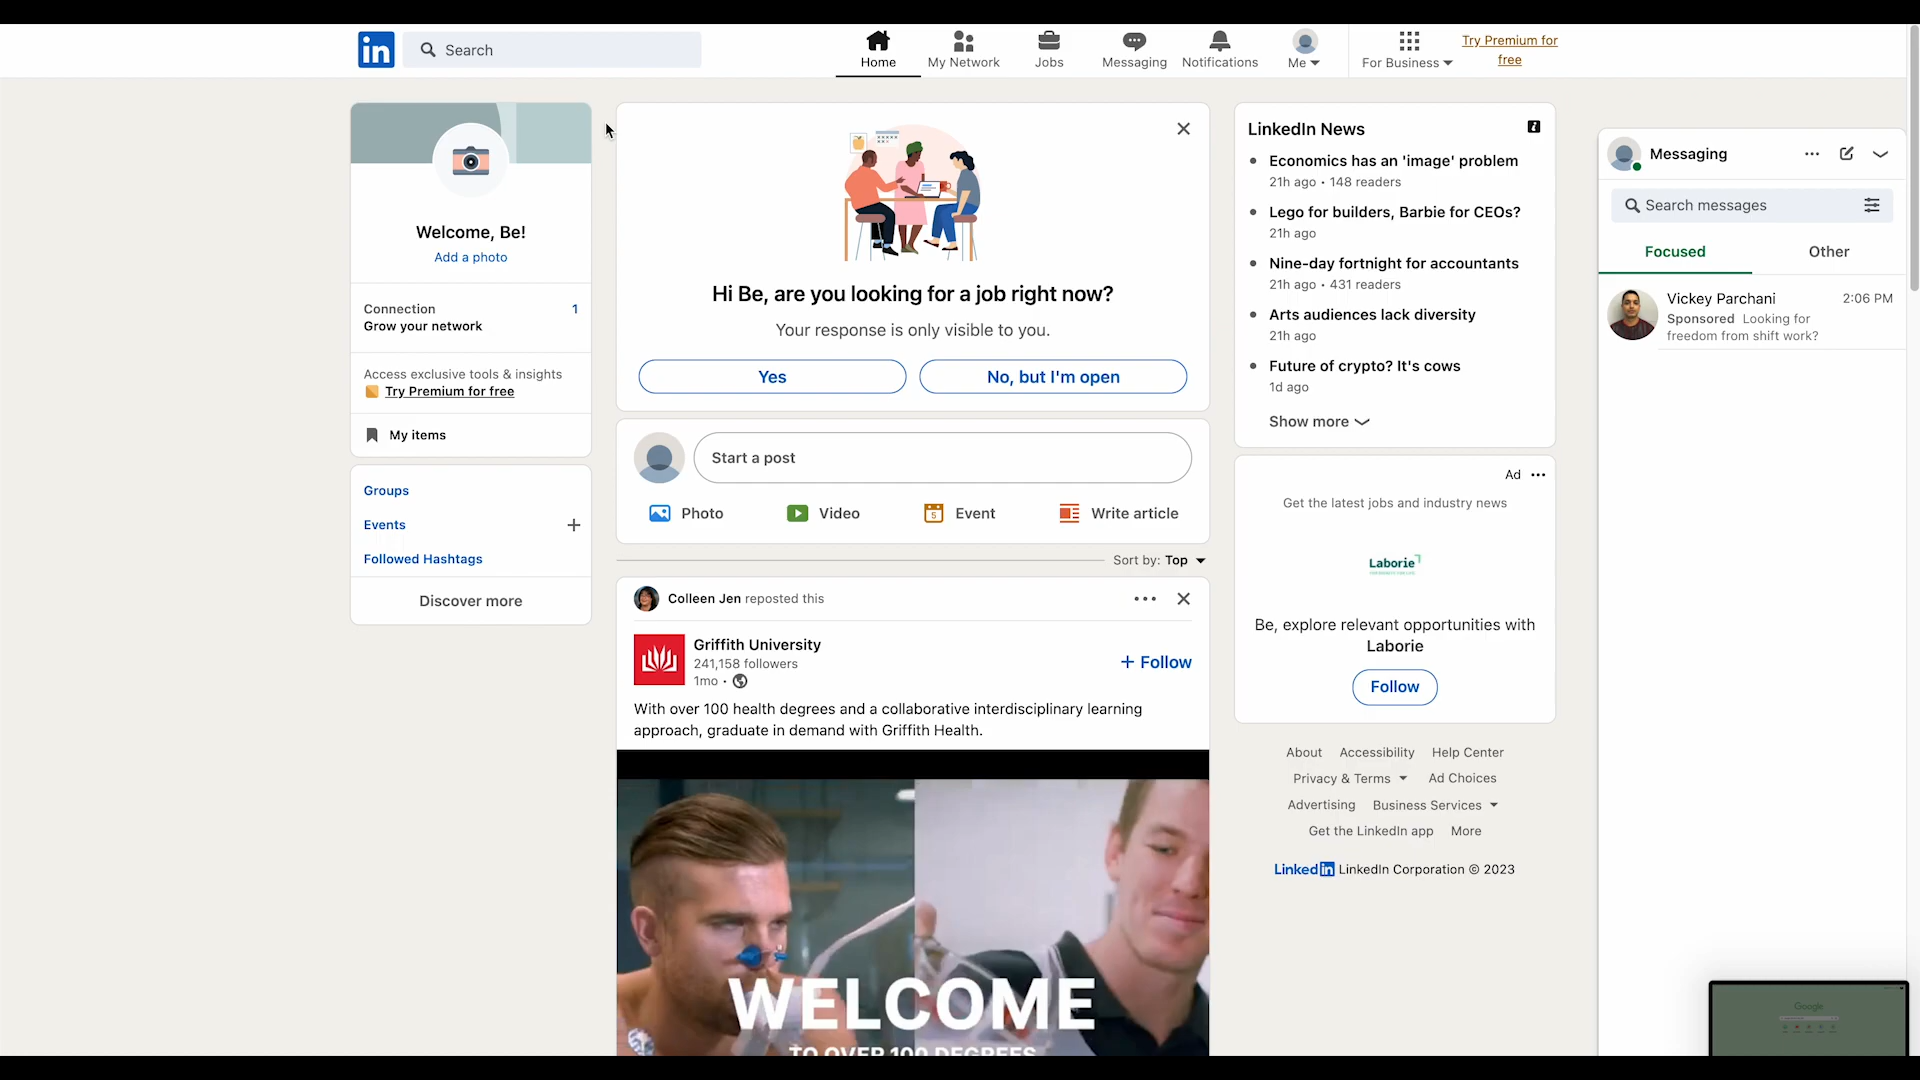 in
Search
Home
My Network
Jobs
Messaging
Notifications
Me
For Business
Try Premium for
free
Welcome, Be!
Add a photo
Connection 1
Grow your network
Access exclusive tools & insights
Try Premium for free
My items
Groups
Events
Followed Hashtags
Discover more
Hi Be, are you looking for a job right now?
Your response is only visible to you.
Yes
No, but I'm open
Start a post
Photo
Video
5
Event
Write article
Sort by: Top
Colleen Jen reposted this
Griffith University
241,158 followers
1mo •
+ Follow
With over 100 health degrees and a collaborative interdisciplinary learning
approach, graduate in demand with Griffith Health.
WELCOME
TO OVER 100 DEGREES
LinkedIn News
Economics has an 'image' problem
21h ago • 148 readers
Lego for builders, Barbie for CEOs?
21h ago
Nine-day fortnight for accountants
21h ago • 431 readers
Arts audiences lack diversity
21h ago
Future of crypto? It's cows
1d ago
Show more
Ad
Get the latest jobs and industry news
Laborie
Be, explore relevant opportunities with
Laborie
Follow
About Accessibility Help Center
Privacy & Terms Ad Choices
Advertising Business Services
Get the LinkedIn app More
LinkedIn LinkedIn Corporation © 2023
Messaging
Search messages
Focused
Other
Vickey Parchani 2:06 PM
Sponsored Looking for
freedom from shift work?
Google